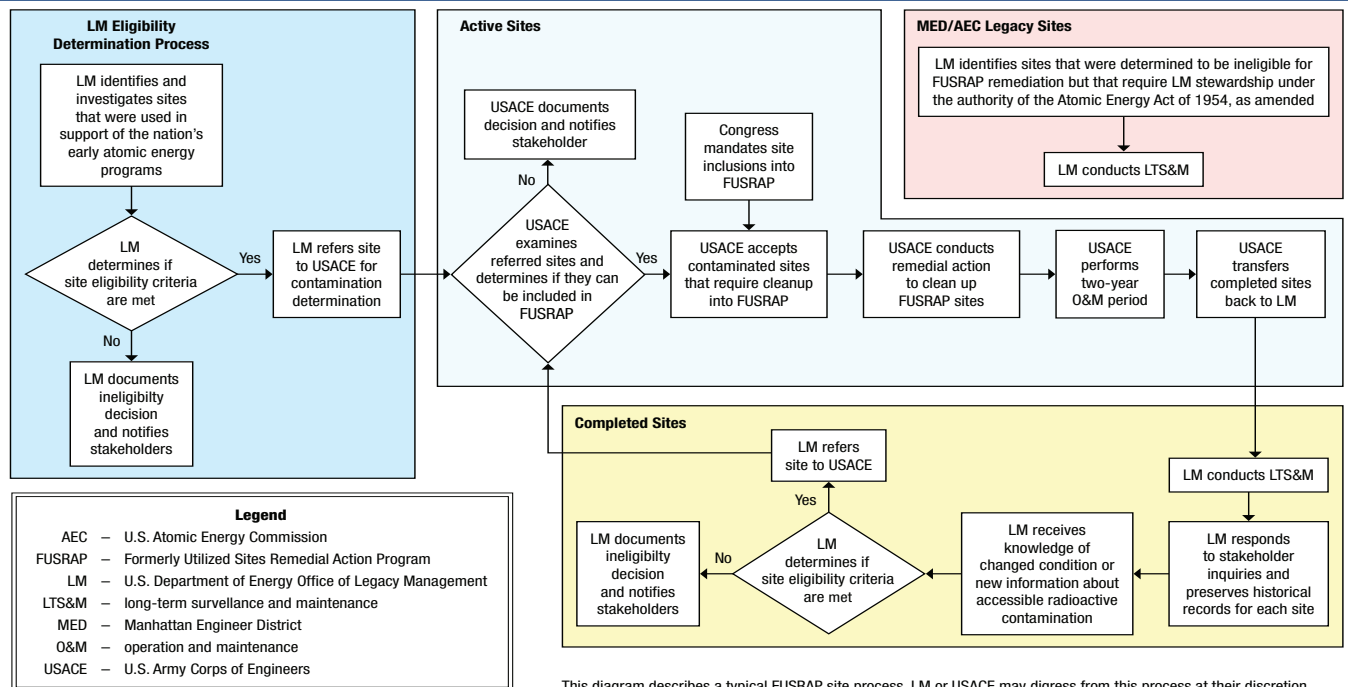 LM Eligibility
Determination Process
LM identifies and
investigates sites
that were used in
support of the nation's
early atomic energy
programs
LM
determines if
site eligibility criteria
are met
Yes
LM refers site
to USACE for
contamination
determination
No
LM documents
ineligibilty
decision
and notifies
stakeholders
Active Sites
USACE documents
decision and notifies
stakeholder
No
USACE
examines
referred sites and
determines if they can
be included in
FUSRAP
Yes
Congress
mandates site
inclusions into
FUSRAP
USACE accepts
contaminated sites
that require cleanup
into FUSRAP
USACE conducts
remedial action
to clean up
FUSRAP sites
USACE
performs
two-year
O&M period
USACE
transfers
completed sites
back to LM
MED/AEC Legacy Sites
LM identifies sites that were determined to be ineligible for
FUSRAP remediation but that require LM stewardship under
the authority of the Atomic Energy Act of 1954, as amended
LM conducts LTS&M
Completed Sites
LM conducts LTS&M
LM responds
to stakeholder
inquiries and
preserves historical
records for each site
LM receives
knowledge of
changed condition or
new information about
accessible radioactive
contamination
LM
determines if
site eligibility criteria
are met
Yes
LM refers
site to USACE
No
LM documents
ineligibilty
decision
and notifies
stakeholders
Legend
AEC – U.S. Atomic Energy Commission
FUSRAP – Formerly Utilized Sites Remedial Action Program
LM – U.S. Department of Energy Office of Legacy Management
LTS&M – long-term survellance and maintenance
MED – Manhattan Engineer District
O&M – operation and maintenance
USACE – U.S. Army Corps of Engineers
This diagram describes a typical FUSRAP site process. LM or USACE may digress from this process at their discretion.